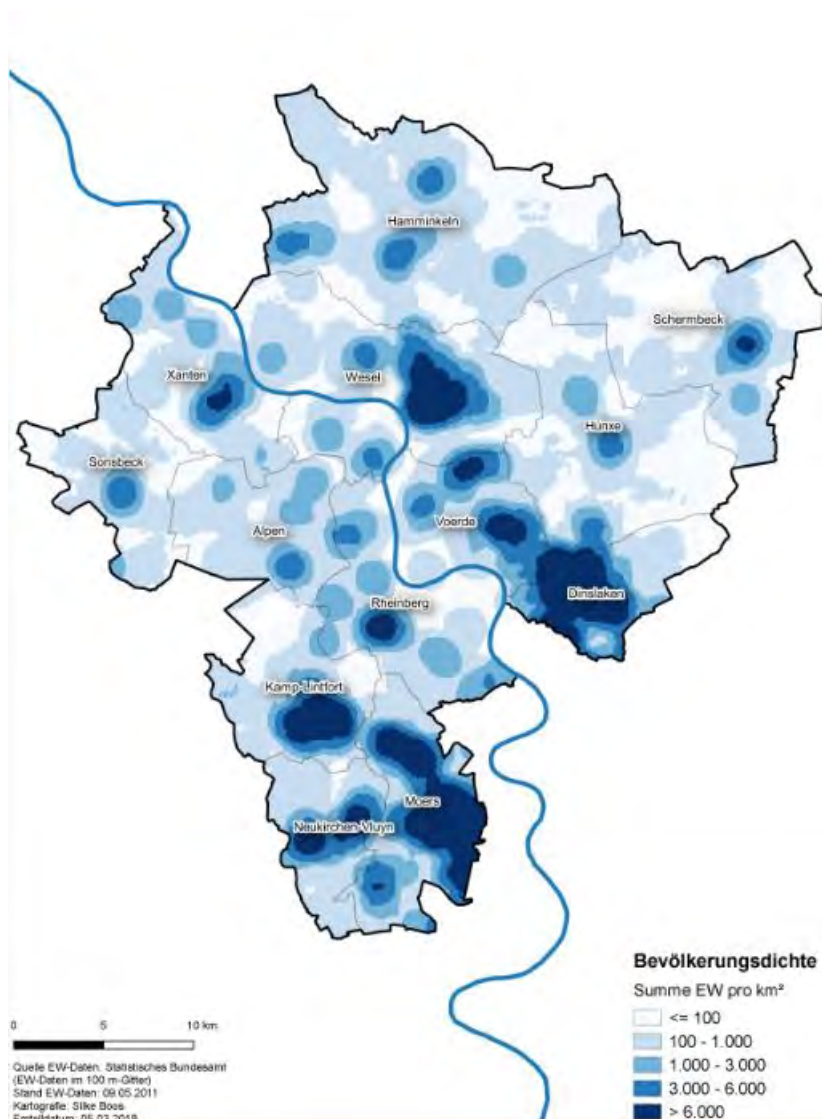 Hamminkeln
Schermbeck
Xanten
Wesel
Hünxe
Sonsbeck
Voerde
Alpen
Dinslaken
Rheinberg
Kamp-Lintfort
Moers
Neukirchen-Vluyn
Bevölkerungsdichte
Summe EW pro km²
<= 100
100 - 1.000
1.000 - 3.000
3.000 - 6.000
> 6.000
0 5 10 km
Quelle EW-Daten: Statistisches Bundesamt
(EW-Daten im 100 m-Gitter)
Stand EW-Daten: 09.05.2011
Kartografie: Silke Boos